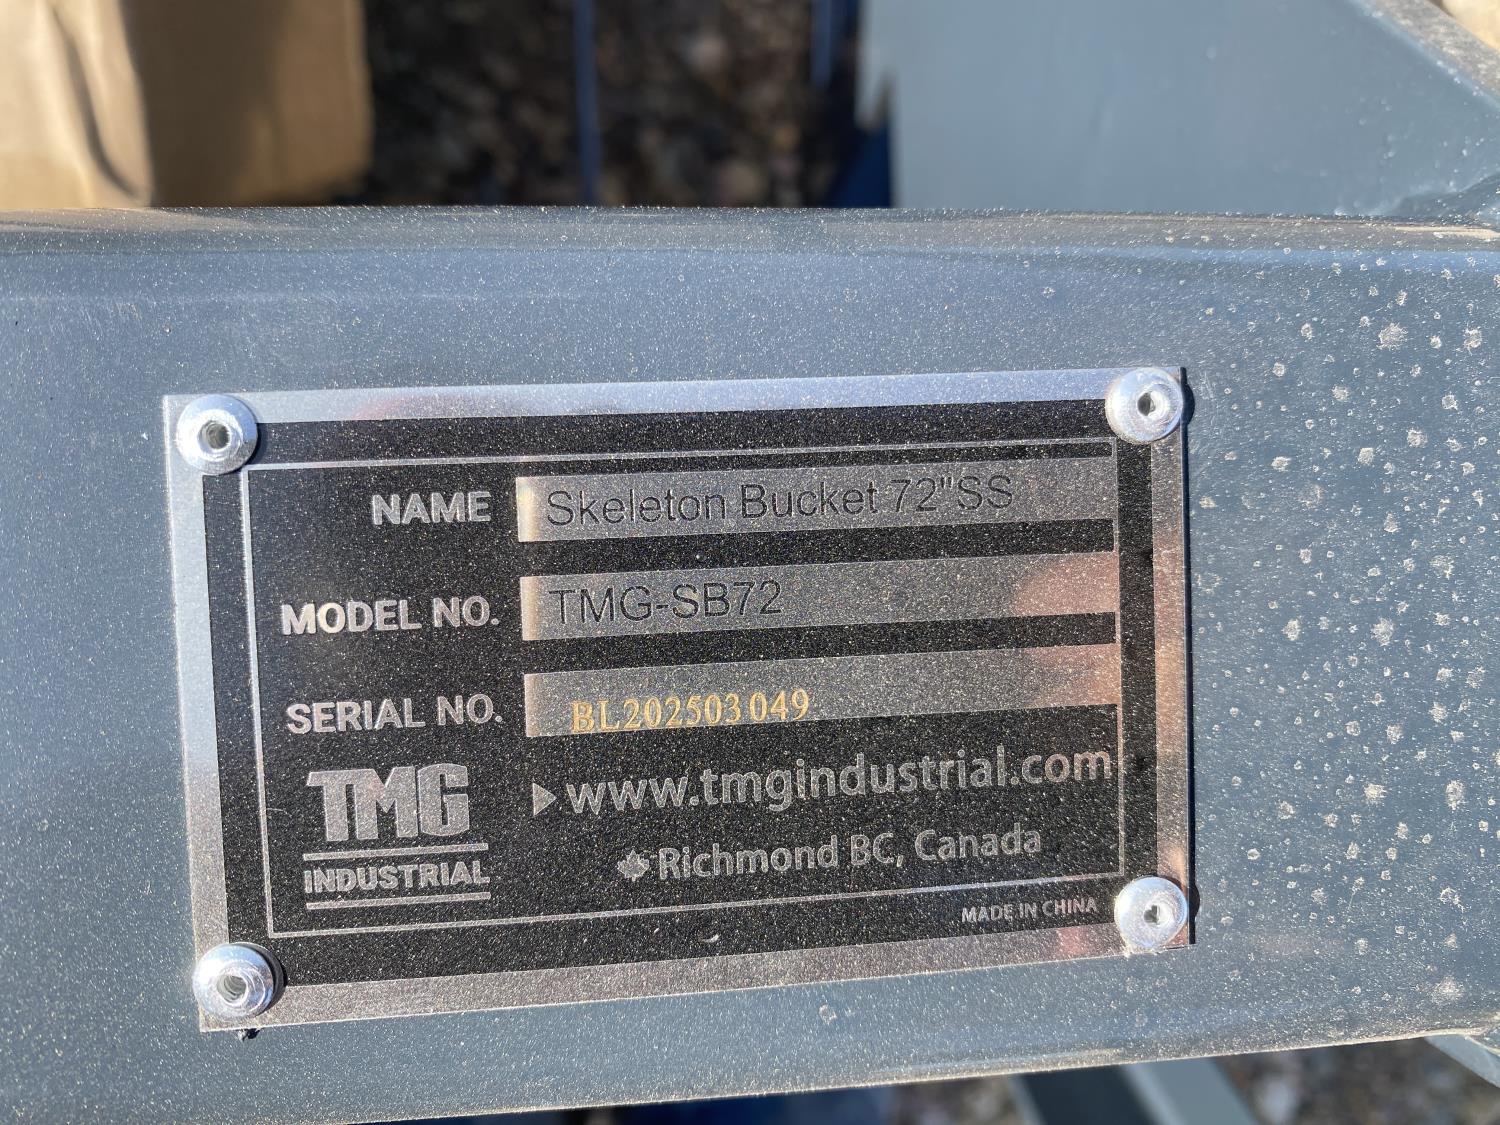 NAME Skeleton Bucket 72"SS
MODEL NO. TMG-SB72
SERIAL NO. BL202503049
TMG
INDUSTRIAL
www.tmgindustrial.com
Richmond BC, Canada
MADE IN CHINA